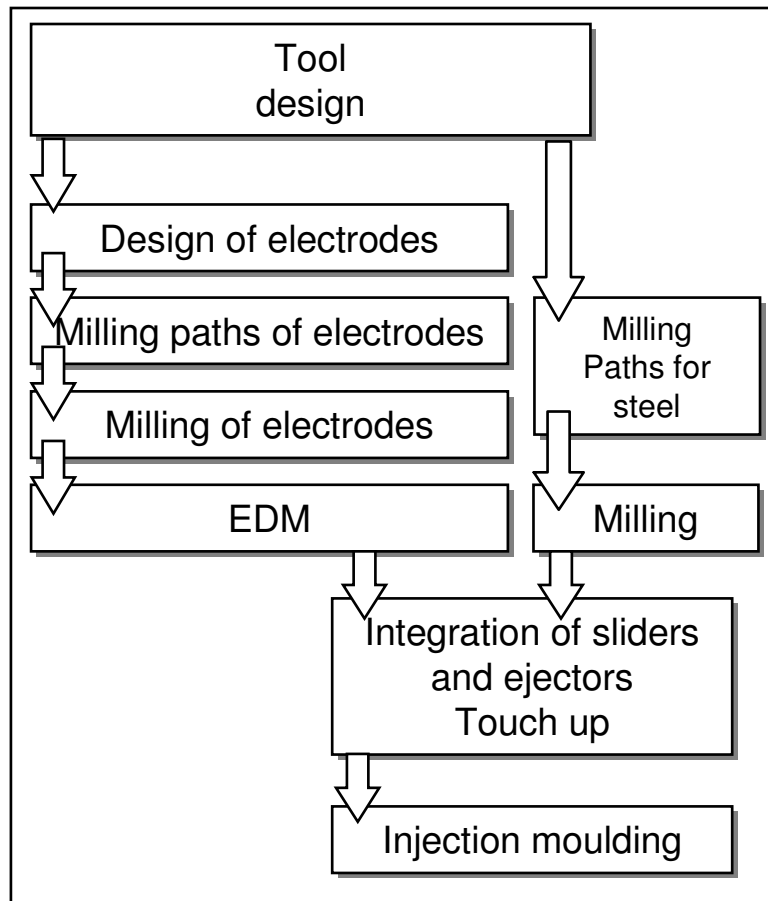 Tool
design
Design of electrodes
Milling paths of electrodes
Milling
Paths for
steel
Milling of electrodes
EDM
Milling
Integration of sliders
and ejectors
Touch up
Injection moulding